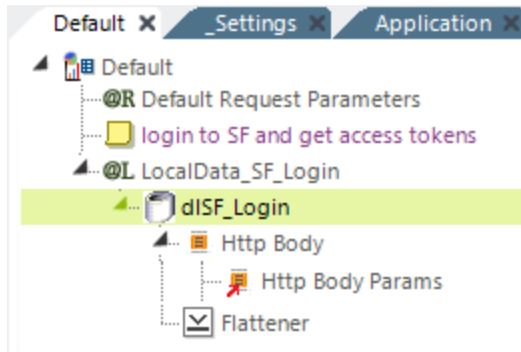 Default _Settings Application
Default
@R Default Request Parameters
login to SF and get access tokens
@L LocalData_SF_Login
dlSF_Login
Http Body
Http Body Params
Flattener